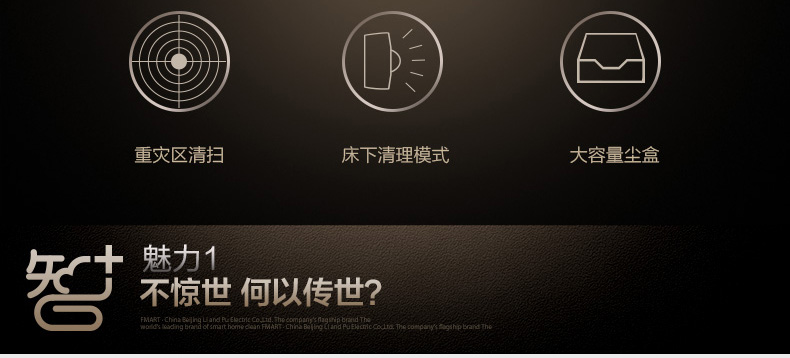 重灾区清扫
床下清理模式
大容量尘盒
智
魅力1
不惊世 何以传世?
FMART - China Beijing Li and Pu Electric Co.,Ltd. The company's flagship brand The
world's leading brand of smart home clean FMART - China Beijing Li and Pu Electric Co.,Ltd. The company's flagship brand The